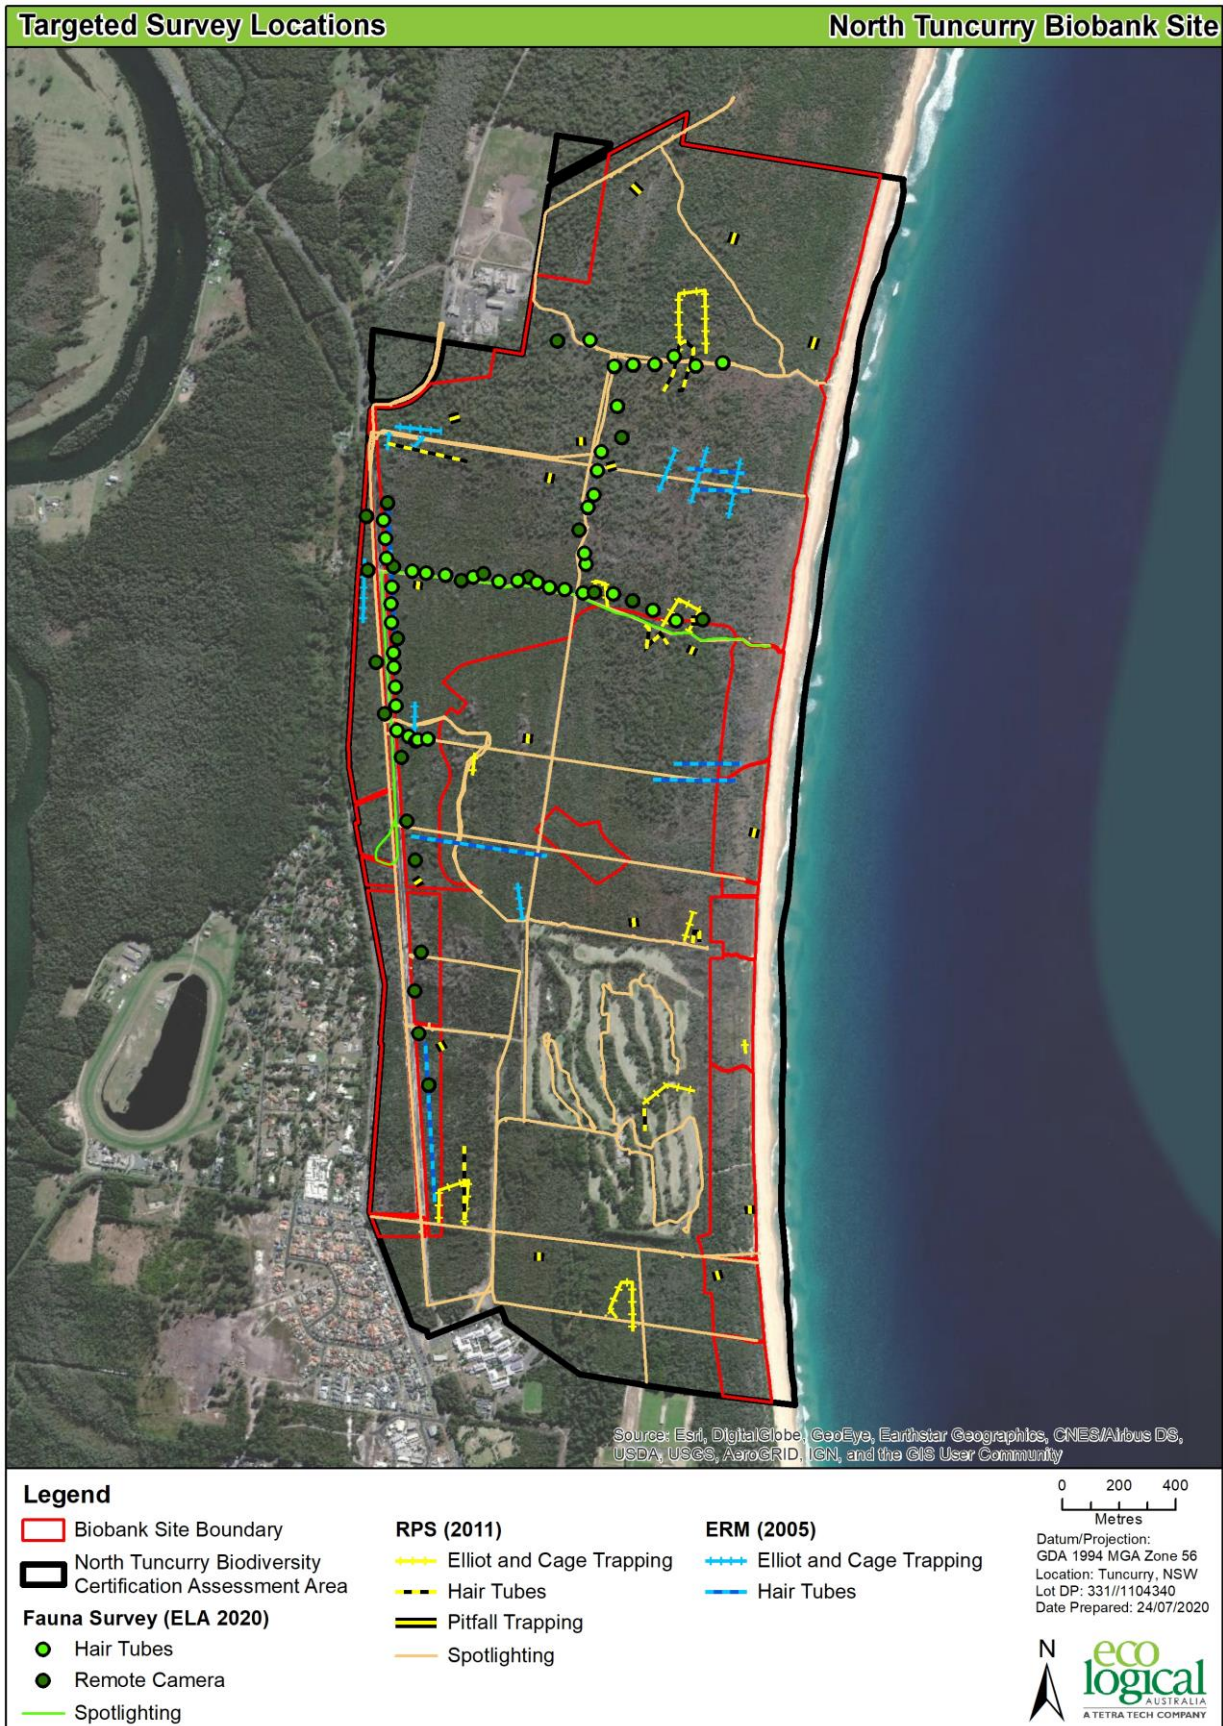 Targeted Survey Locations
North Tuncurry Biobank Site
Source: Esri, DigitalGlobe, GeoEye, Earthstar Geographics, CNES/Airbus DS,
USDA, USGS, AeroGRID, IGN, and the GIS User Community
Legend
Biobank Site Boundary
North Tuncurry Biodiversity
Certification Assessment Area
Fauna Survey (ELA 2020)
Hair Tubes
Remote Camera
Spotlighting
RPS (2011)
Elliot and Cage Trapping
Hair Tubes
Pitfall Trapping
Spotlighting
ERM (2005)
Elliot and Cage Trapping
Hair Tubes
0 200 400
Metres
Datum/Projection:
GDA 1994 MGA Zone 56
Location: Tuncurry, NSW
Lot DP: 331//1104340
Date Prepared: 24/07/2020
N
eco
logical
AUSTRALIA
A TETRA TECH COMPANY